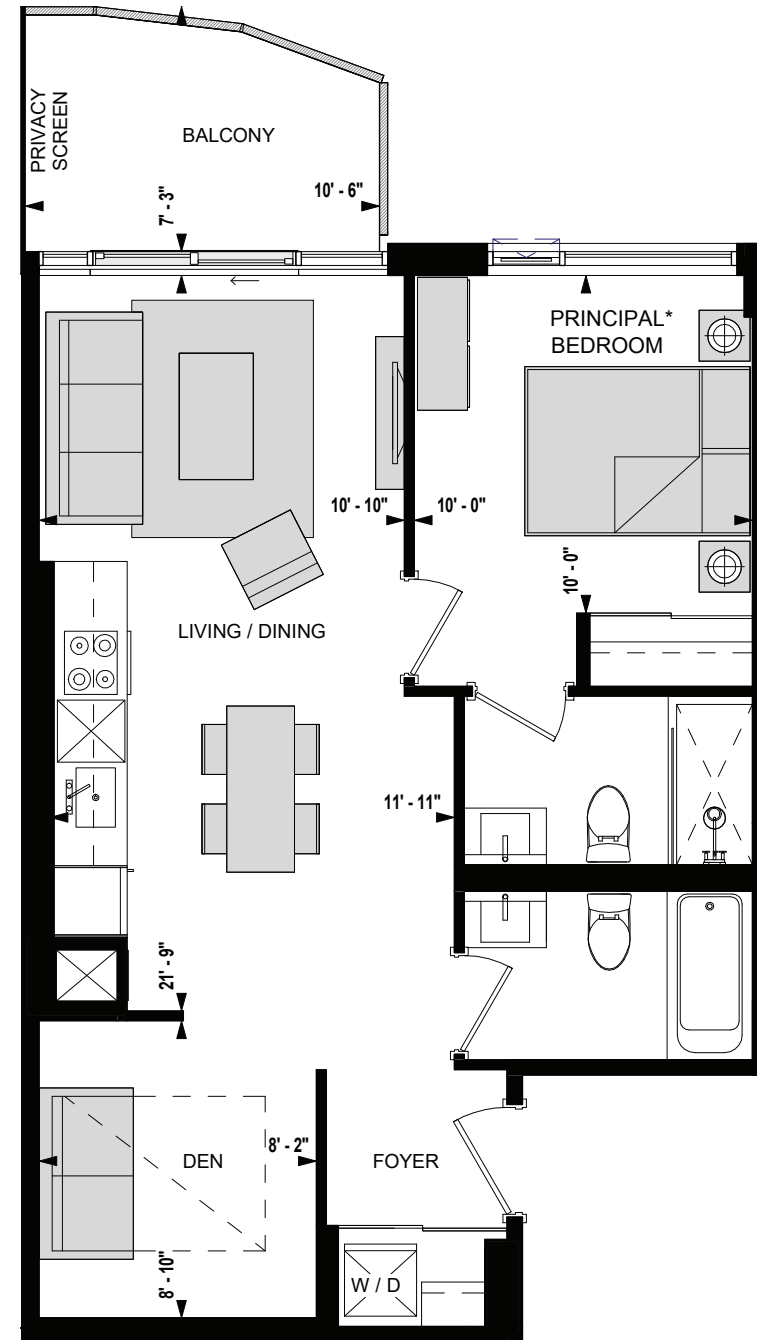 PRIVACY
SCREEN
BALCONY
10' - 6"
7' - 3"
PRINCIPAL*
BEDROOM
10' - 10"
10' - 0"
10' - 0"
LIVING / DINING
11' - 11"
21' - 9"
8' - 2"
DEN
FOYER
8' - 10"
W / D